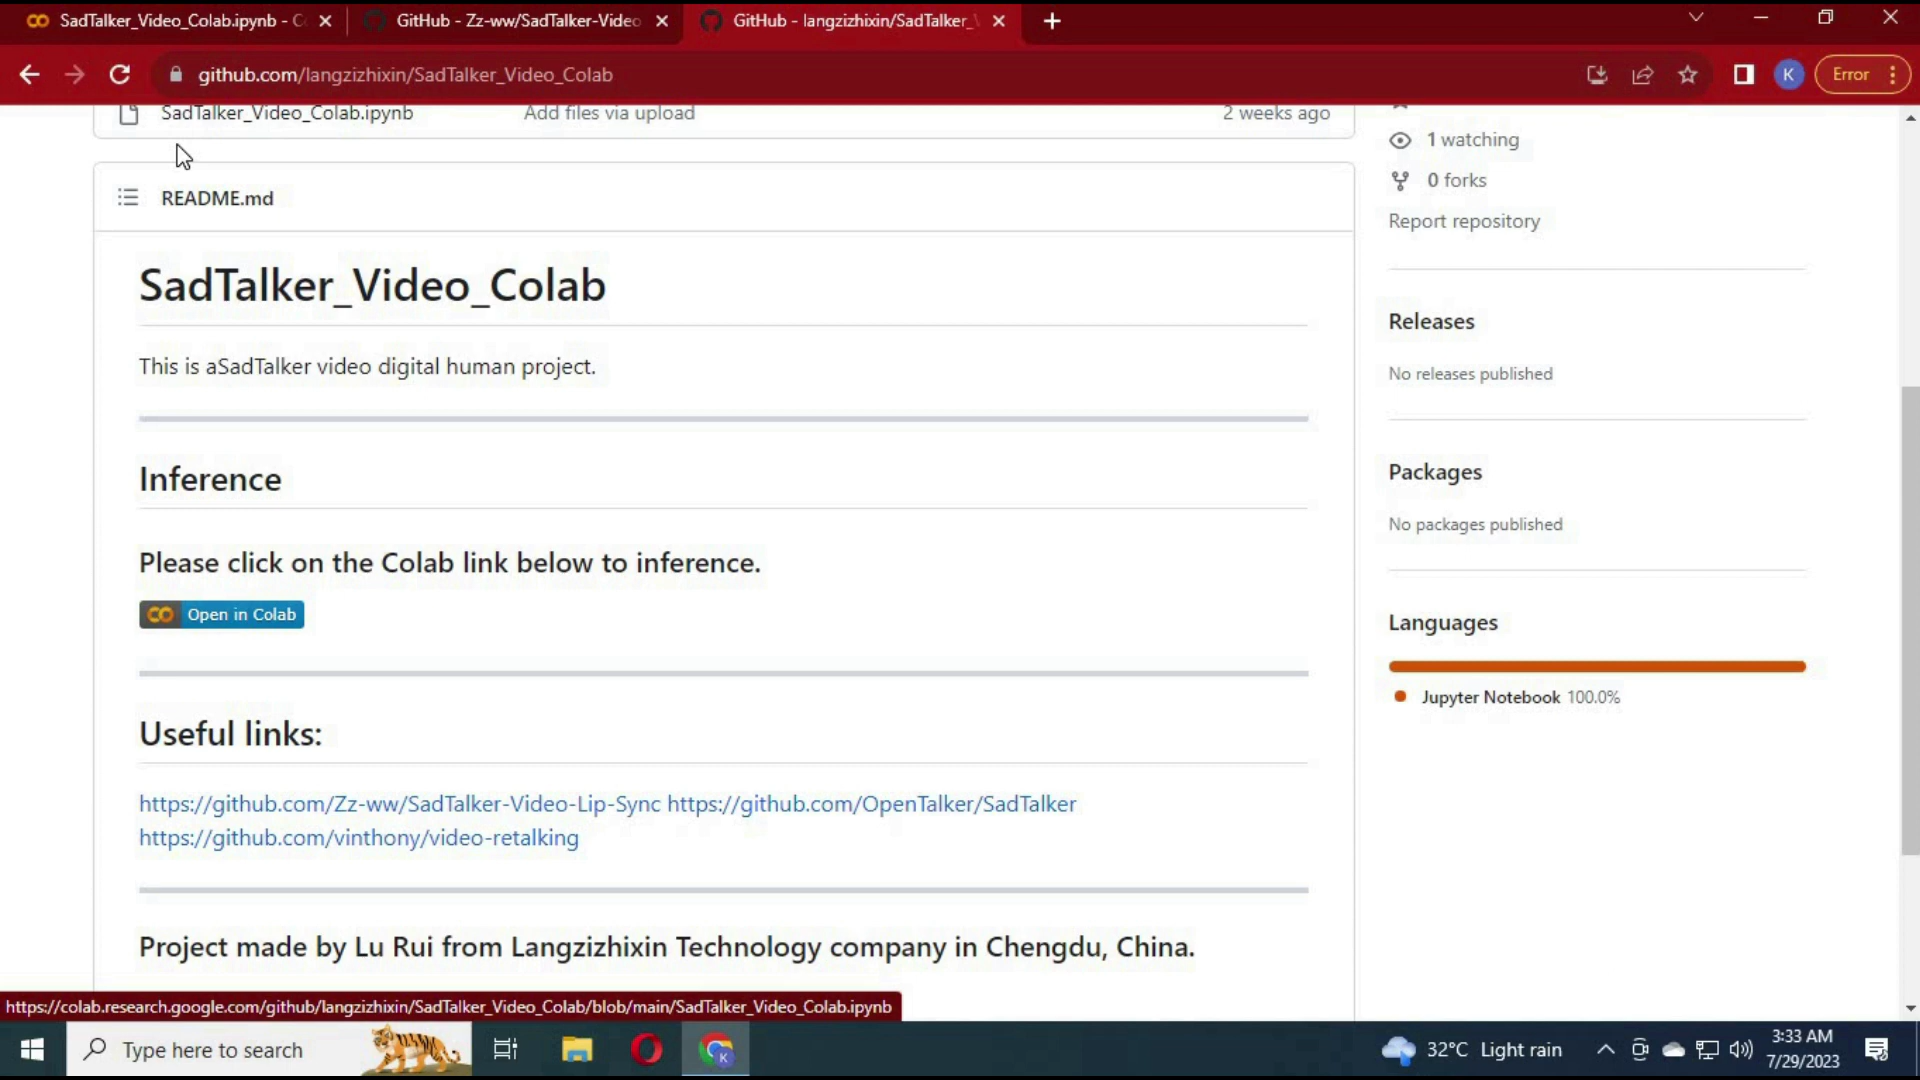 SadTalker_Video_Colab.ipynb - C
GitHub - Zz-ww/SadTalker-Video
GitHub - langzizhixin/SadTalker_
github.com/langzizhixin/SadTalker_Video_Colab
K
Error
SadTalker_Video_Colab.ipynb
Add files via upload
2 weeks ago
1 watching
0 forks
Report repository
README.md
SadTalker_Video_Colab
This is aSadTalker video digital human project.
Inference
Please click on the Colab link below to inference.
Open in Colab
Useful links:
https://github.com/Zz-ww/SadTalker-Video-Lip-Sync https://github.com/OpenTalker/SadTalker
https://github.com/vinthony/video-retalking
Project made by Lu Rui from Langzizhixin Technology company in Chengdu, China.
Releases
No releases published
Packages
No packages published
Languages
Jupyter Notebook 100.0%
https://colab.research.google.com/github/langzizhixin/SadTalker_Video_Colab/blob/main/SadTalker_Video_Colab.ipynb
Type here to search
K
32°C Light rain
3:33 AM
7/29/2023